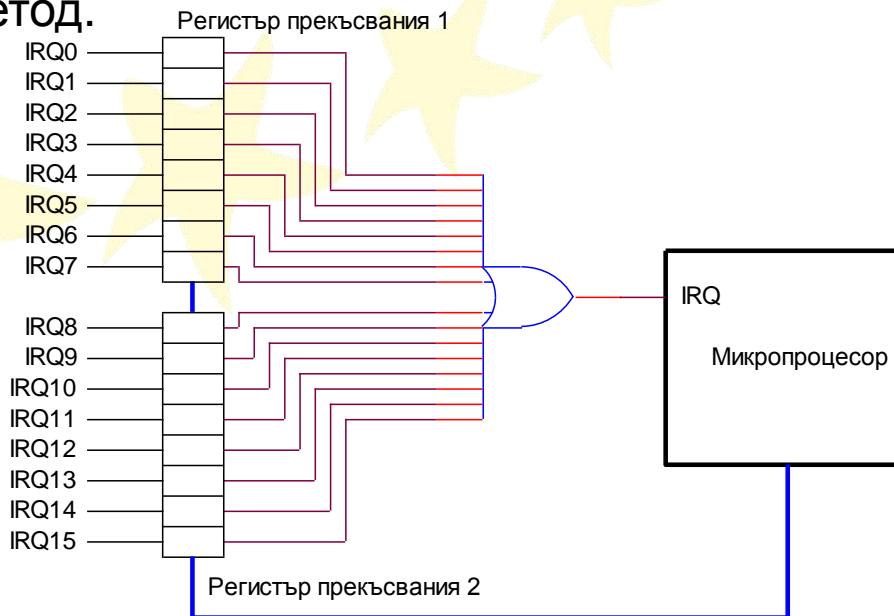 етод.
Регистър прекъсвания 1
IRQ0
IRQ1
IRQ2
IRQ3
IRQ4
IRQ5
IRQ6
IRQ7
IRQ8
IRQ9
IRQ10
IRQ11
IRQ12
IRQ13
IRQ14
IRQ15
IRQ
Микропроцесор
Регистър прекъсвания 2